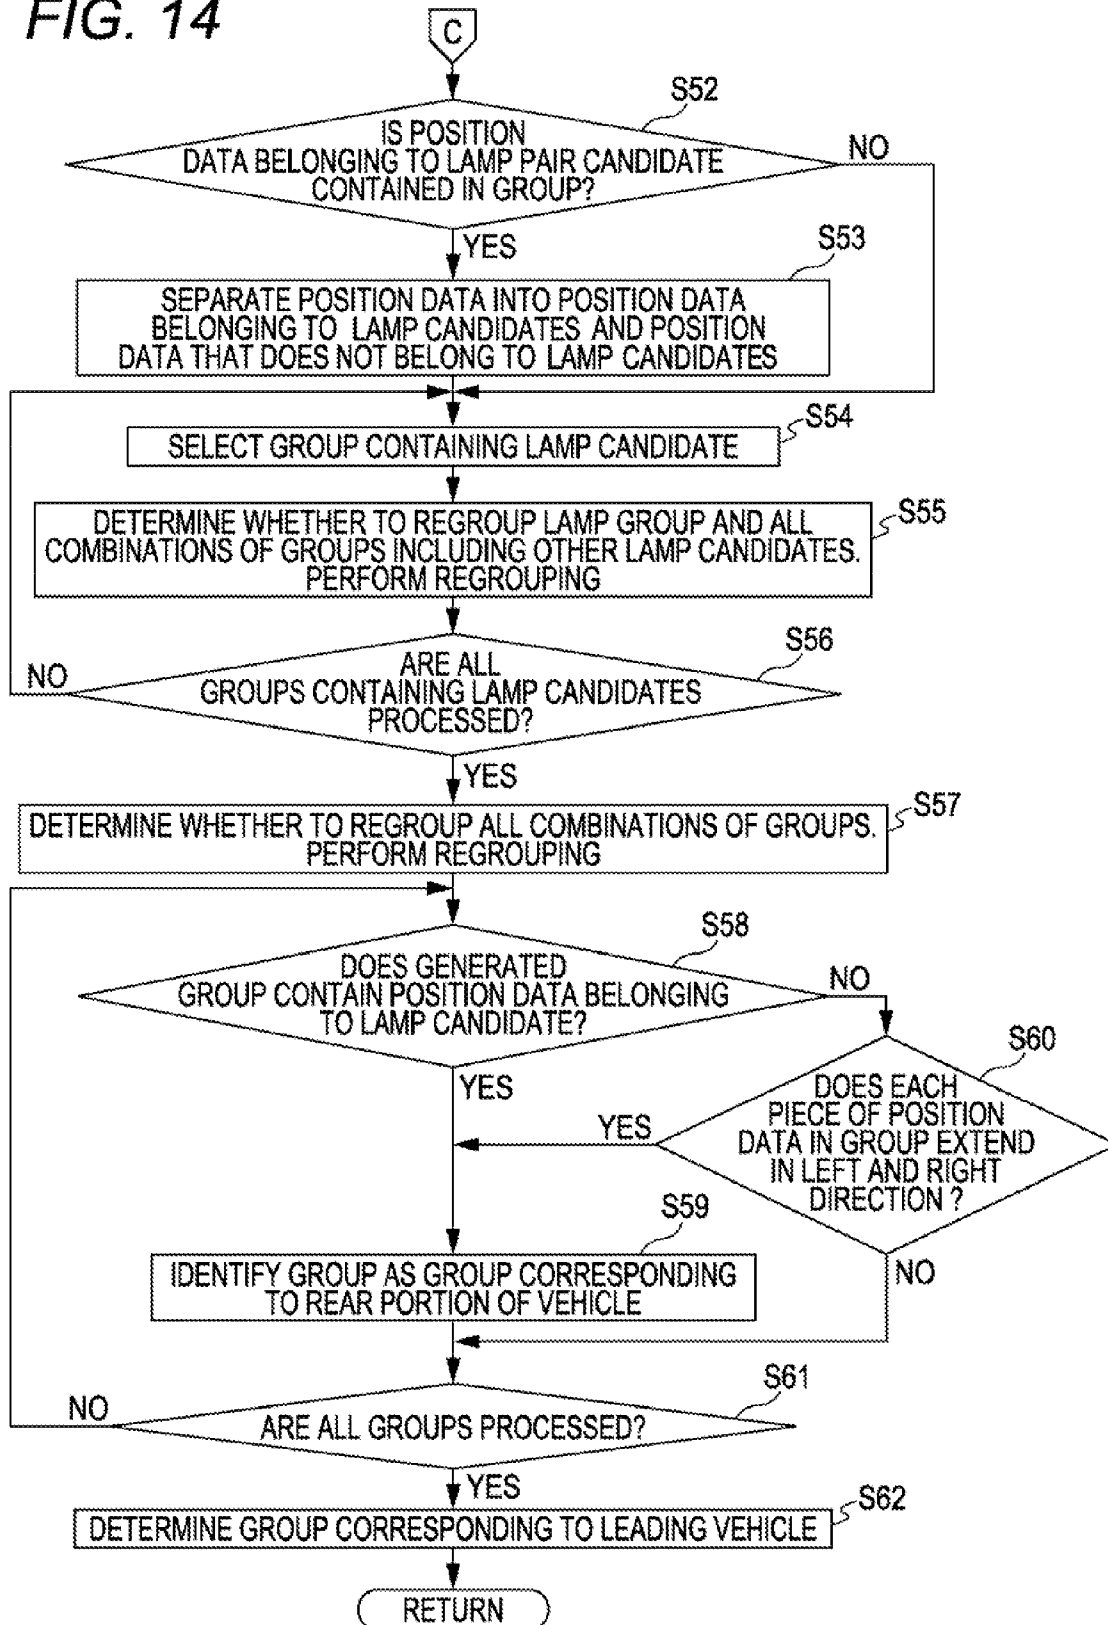 FIG. 14
C
S52
IS POSITION
DATA BELONGING TO LAMP PAIR CANDIDATE
CONTAINED IN GROUP?
NO
YES
S53
SEPARATE POSITION DATA INTO POSITION DATA
BELONGING TO LAMP CANDIDATES AND POSITION
DATA THAT DOES NOT BELONG TO LAMP CANDIDATES
S54
SELECT GROUP CONTAINING LAMP CANDIDATE
S55
DETERMINE WHETHER TO REGROUP LAMP GROUP AND ALL
COMBINATIONS OF GROUPS INCLUDING OTHER LAMP CANDIDATES.
PERFORM REGROUPING
S56
NO
ARE ALL
GROUPS CONTAINING LAMP CANDIDATES
PROCESSED?
YES
S57
DETERMINE WHETHER TO REGROUP ALL COMBINATIONS OF GROUPS.
PERFORM REGROUPING
S58
DOES GENERATED
GROUP CONTAIN POSITION DATA BELONGING
TO LAMP CANDIDATE?
NO
YES
S60
DOES EACH
PIECE OF POSITION
DATA IN GROUP EXTEND
IN LEFT AND RIGHT
DIRECTION ?
YES
NO
S59
IDENTIFY GROUP AS GROUP CORRESPONDING
TO REAR PORTION OF VEHICLE
S61
NO
ARE ALL GROUPS PROCESSED?
YES
S62
DETERMINE GROUP CORRESPONDING TO LEADING VEHICLE
RETURN